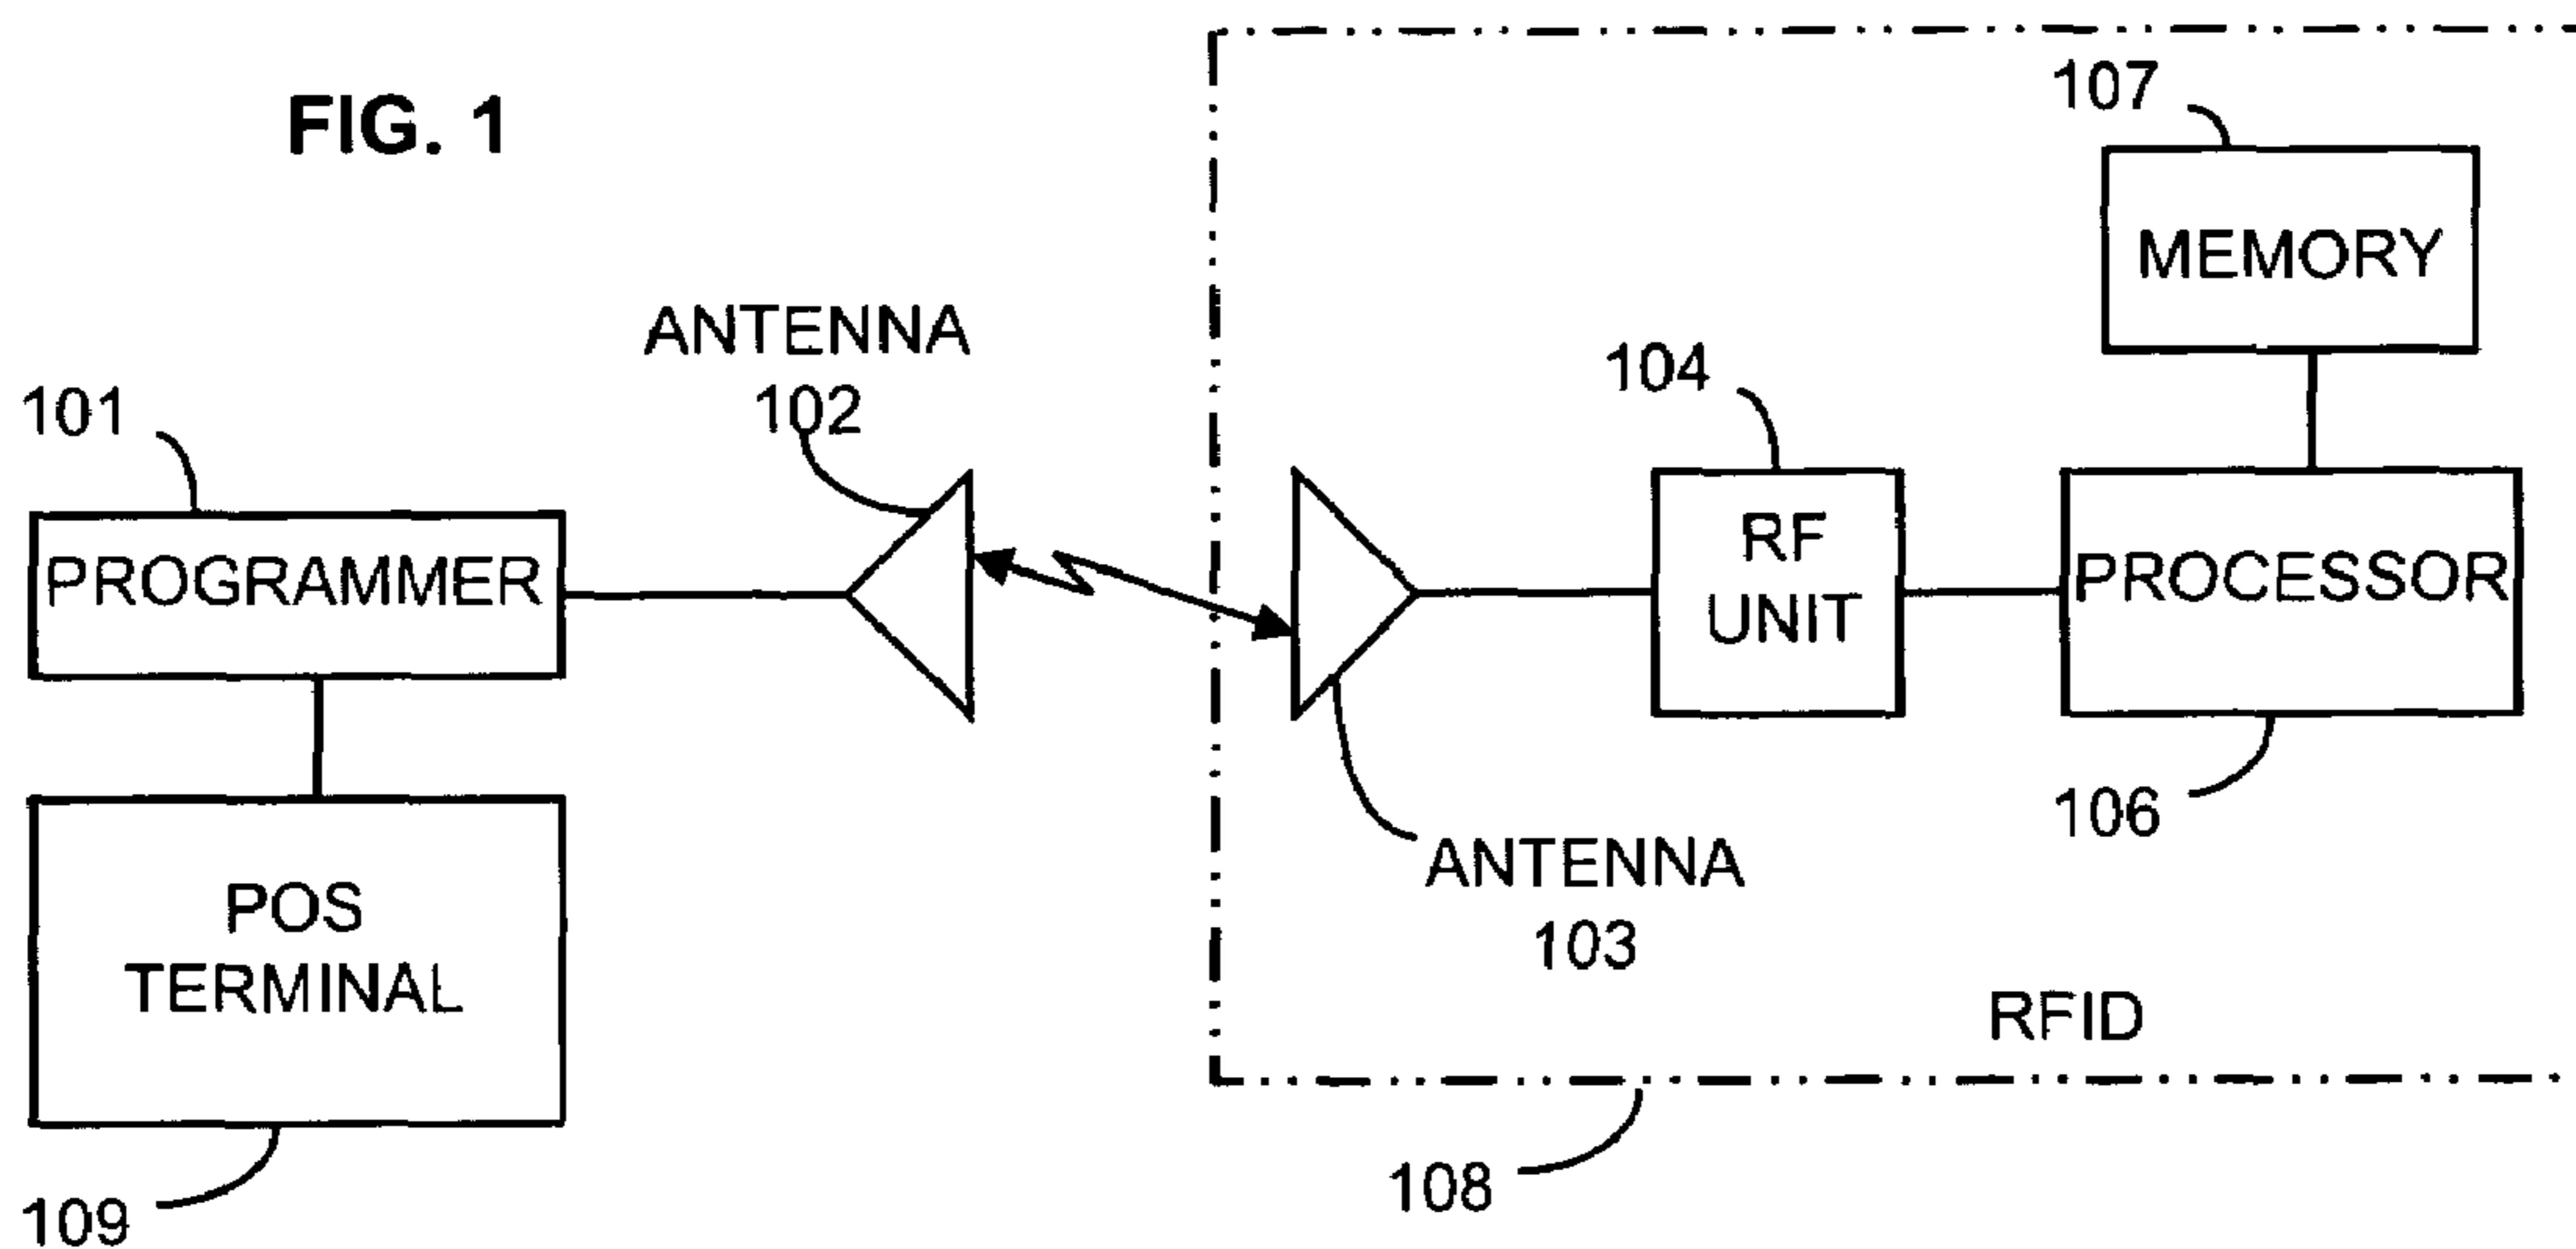 FIG. 1
107
MEMORY
ANTENNA
102
104
101
PROGRAMMER
RF
UNIT
PROCESSOR
106
ANTENNA
103
POS
TERMINAL
RFID
108
109